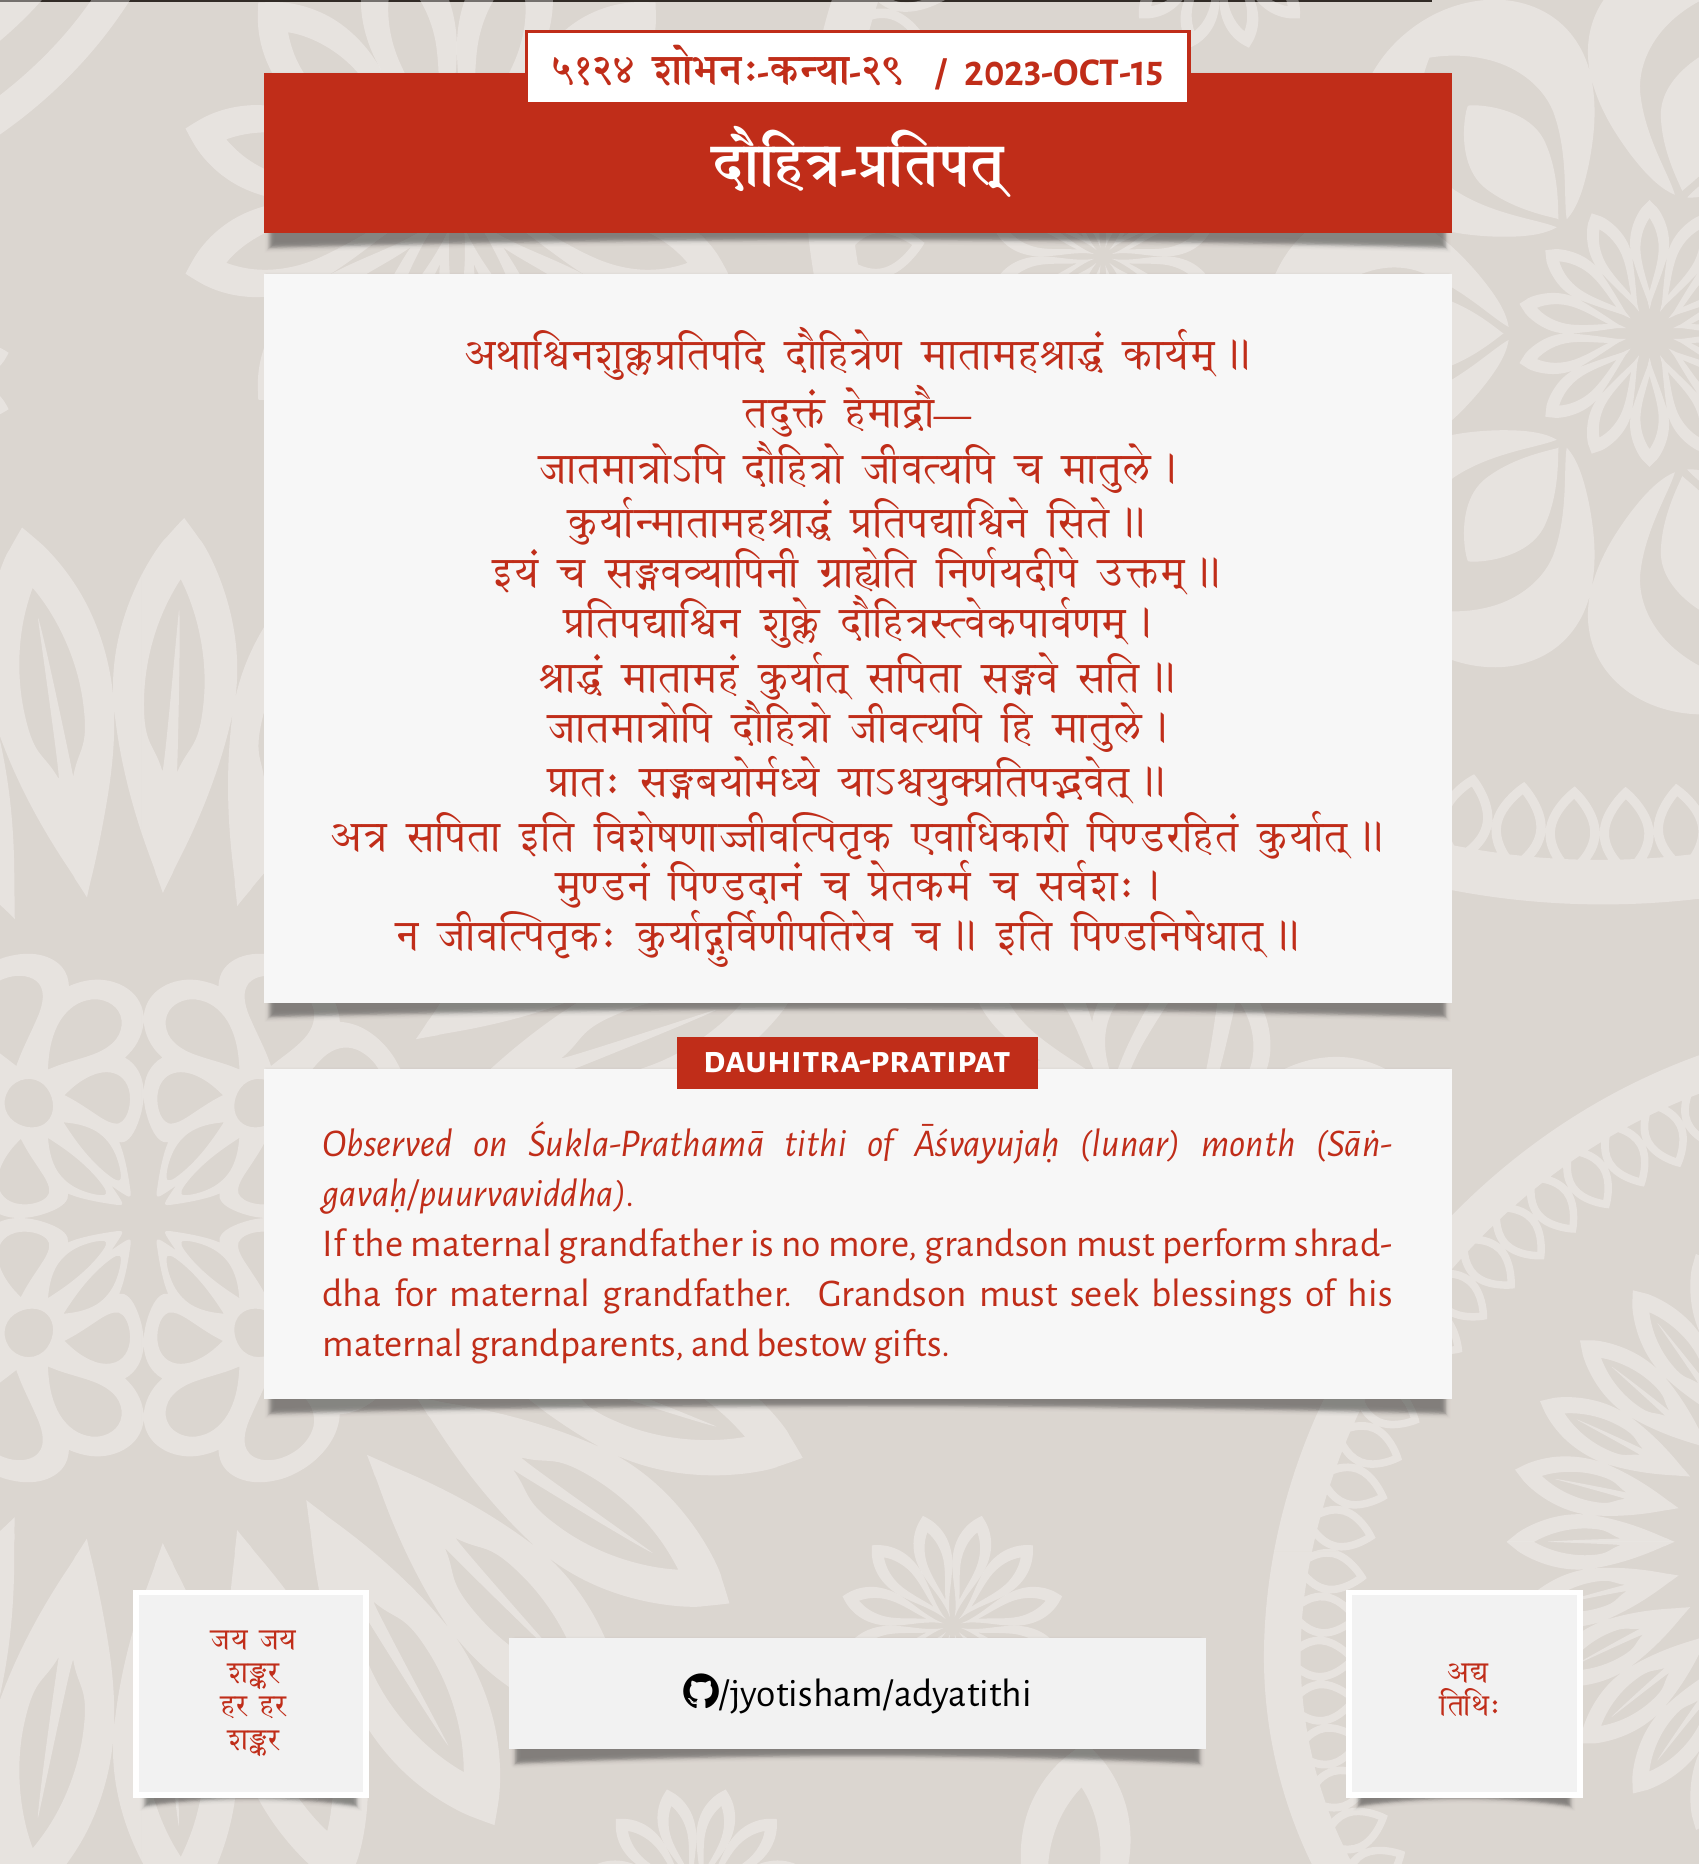 ५१२४ शोभनः-कन्या-२९ / 2023-OCT-15
दौहित्र-प्रतिपत्
अथाश्विनशुक्लप्रतिपदि दौहित्रेण मातामहश्राद्धं कार्यम्॥
तदुक्तं हेमाद्रौ—
जातमात्रोऽपि दौहित्रो जीवत्यपि च मातुले।
कुर्यान्मातामहश्राद्धं प्रतिपद्याश्विने सिते॥
इयं च सङ्गवव्यापिनी ग्राह्येति निर्णयदीपे उक्तम्॥
प्रतिपद्याश्विन शुक्ले दौहित्रस्त्वेकपार्वणम्।
श्राद्धं मातामहं कुर्यात् सपिता सङ्गवे सति॥
जातमात्रोपि दौहित्रो जीवत्यपि हि मातुले।
प्रातः सङ्गबयोर्मध्ये याऽश्वयुक्प्रतिपद्भवेत्॥
अत्र सपिता इति विशेषणाज्जीवत्पितृक एवाधिकारी पिण्डरहितं कुर्यात्॥
मुण्डनं पिण्डदानं च प्रेतकर्म च सर्वशः।
न जीवत्पितृकः कुर्याद्गुर्विणीपतिरेव च॥ इति पिण्डनिषेधात्॥
DAUHITRA-PRATIPAT
Observed on Śukla-Prathamā tithi of Āśvayujaḥ (lunar) month (Sāṅ-
gavaḥ/puurvaviddha).
If the maternal grandfather is no more, grandson must perform shrad-
dha for maternal grandfather. Grandson must seek blessings of his
maternal grandparents, and bestow gifts.
जय जय
शङ्कर
हर हर
शङ्कर
/jyotisham/adyatithi
अद्य
तिथिः